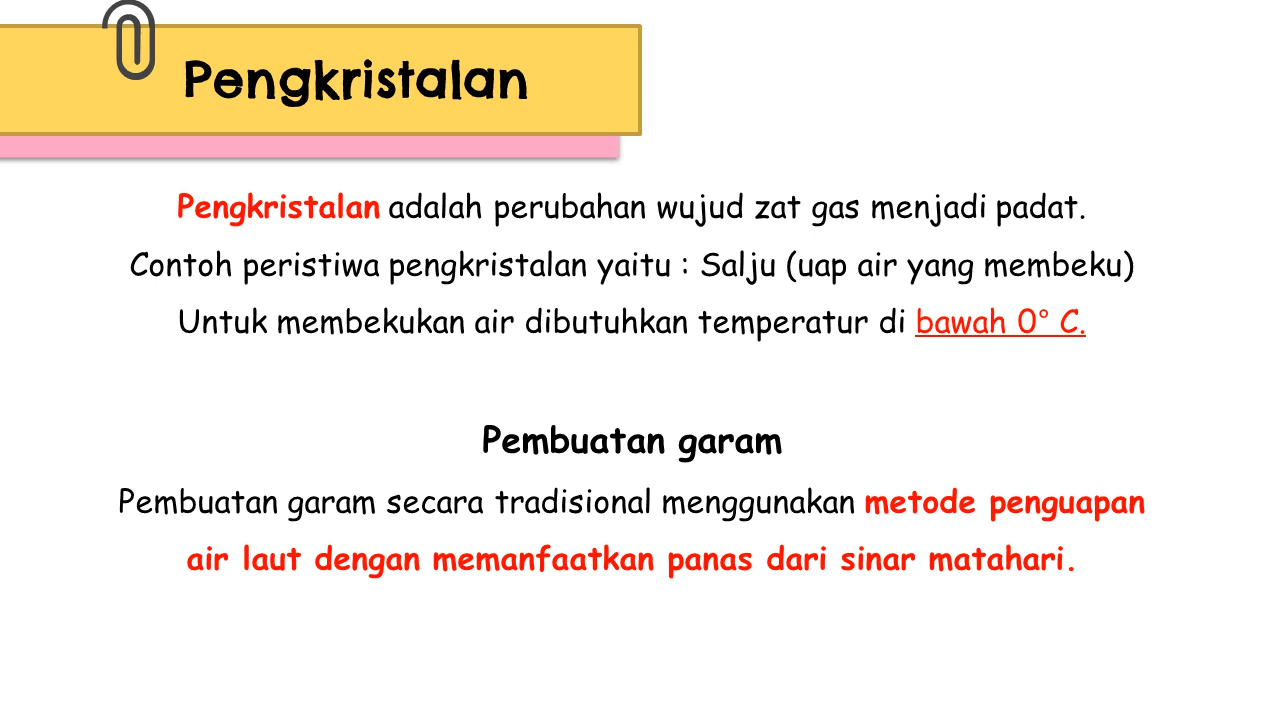 Pengkristalan
Pengkristalan adalah perubahan wujud zat gas menjadi padat.
Contoh peristiwa pengkristalan yaitu : Salju (uap air yang membeku)
Untuk membekukan air dibutuhkan temperatur di bawah 0° C.
Pembuatan garam
Pembuatan garam secara tradisional menggunakan metode penguapan
air laut dengan memanfaatkan panas dari sinar matahari.